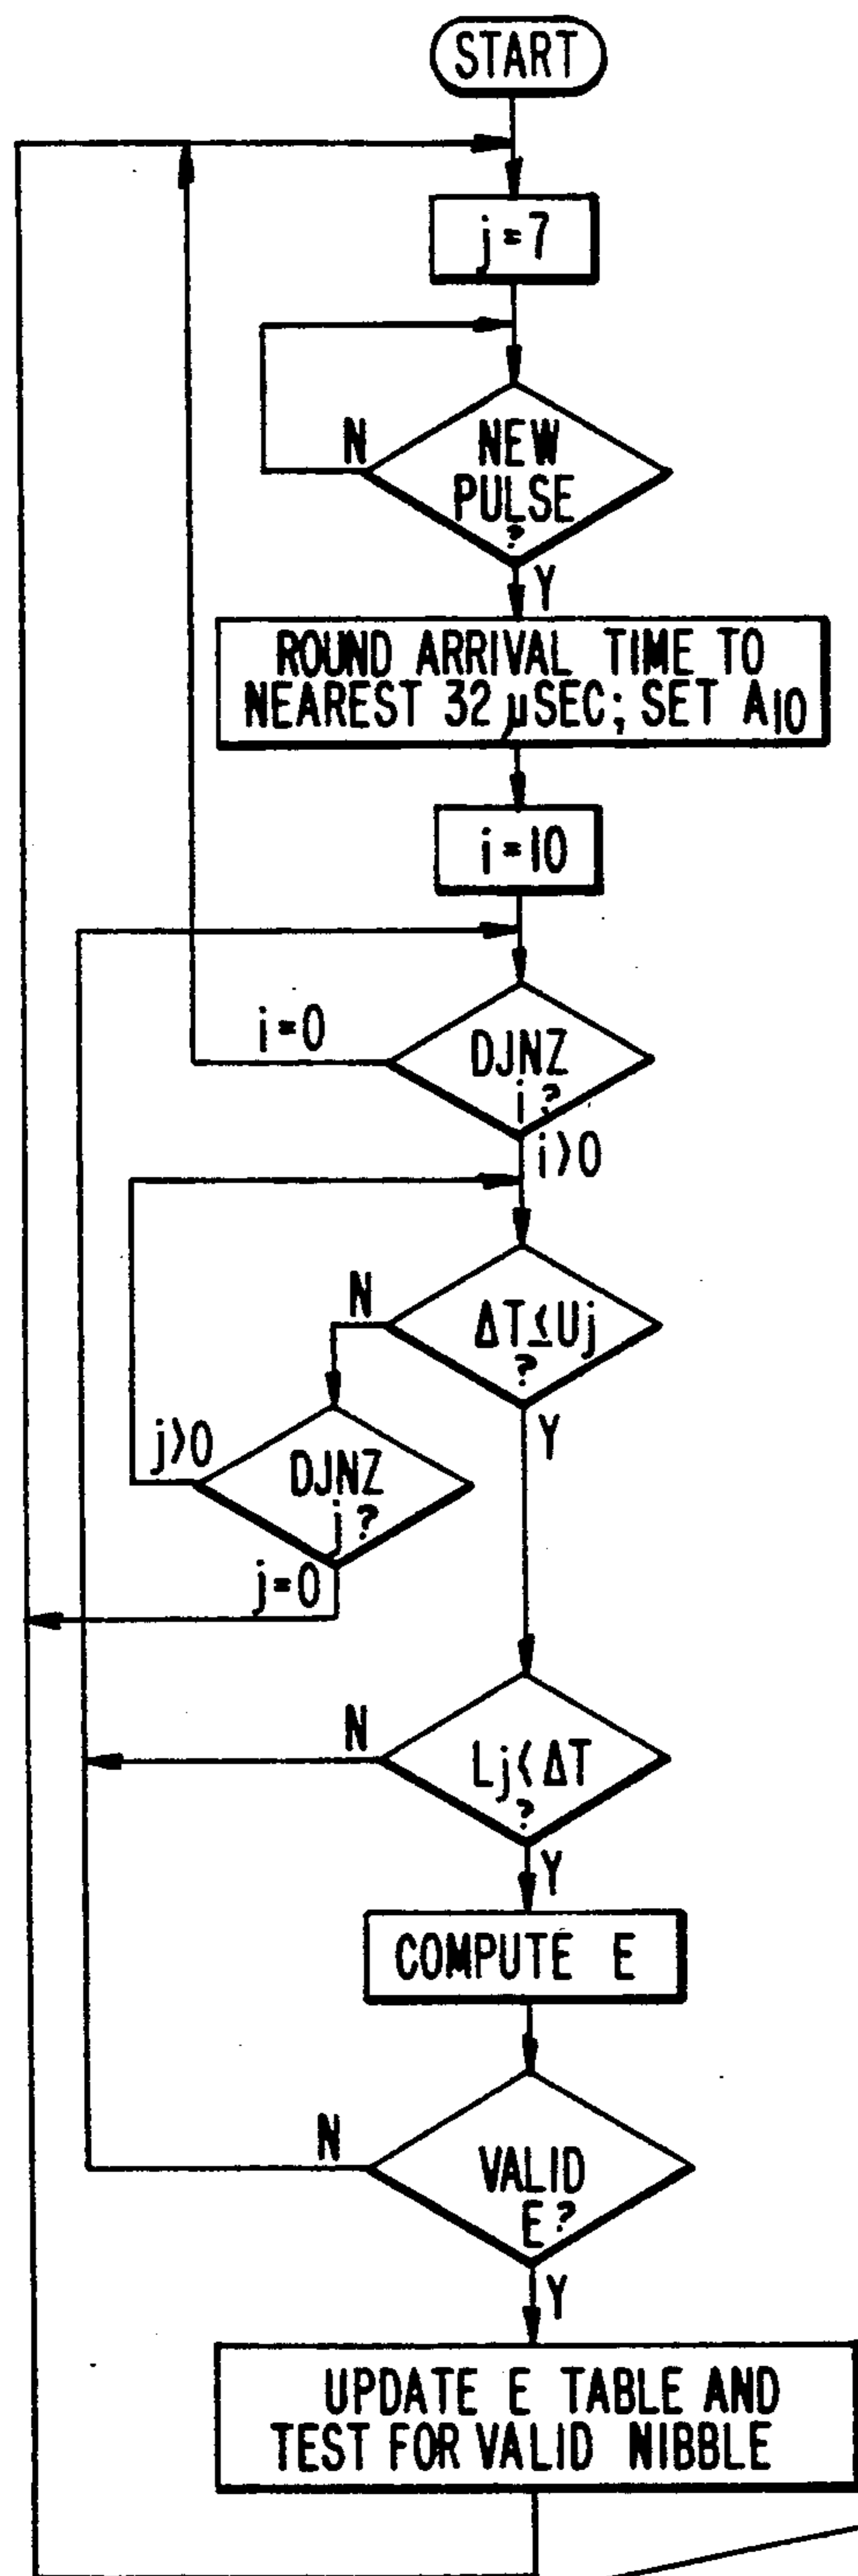 START
j=7
N
NEW
PULSE
?
Y
ROUND ARRIVAL TIME TO
NEAREST 32 μSEC; SET A10
i=10
i=0
DJNZ
i?
i>0
N
ΔT≤Uj
?
Y
j>0
DJNZ
j?
j=0
N
Lj<ΔT
?
Y
COMPUTE E
N
VALID
E?
Y
UPDATE E TABLE AND
TEST FOR VALID NIBBLE